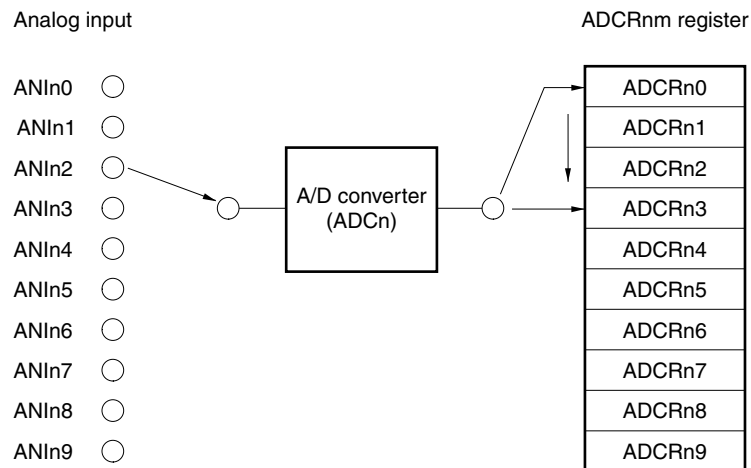 Analog input
ADCRnm register
ANIn0
ADCRn0
ANIn1
ADCRn1
ANIn2
ADCRn2
ANIn3
A/D converter
(ADCn)
ADCRn3
ANIn4
ADCRn4
ANIn5
ADCRn5
ANIn6
ADCRn6
ANIn7
ADCRn7
ANIn8
ADCRn8
ANIn9
ADCRn9